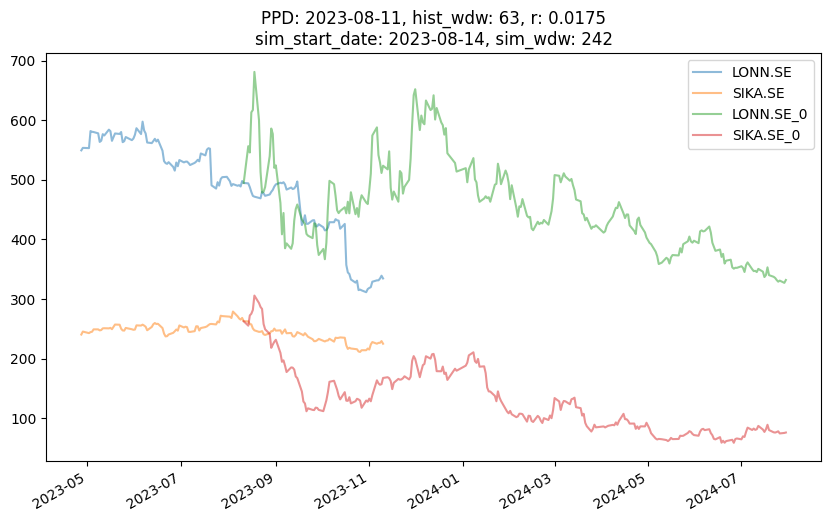 PPD: 2023-08-11, hist_wdw: 63, r: 0.0175
sim_start_date: 2023-08-14, sim_wdw: 242
700
600
500
400
300
200
100
LONN.SE
SIKA.SE
LONN.SE_0
SIKA.SE_0
2023-05
2023-07
2023-09
2023-11
2024-01
2024-03
2024-05
2024-07